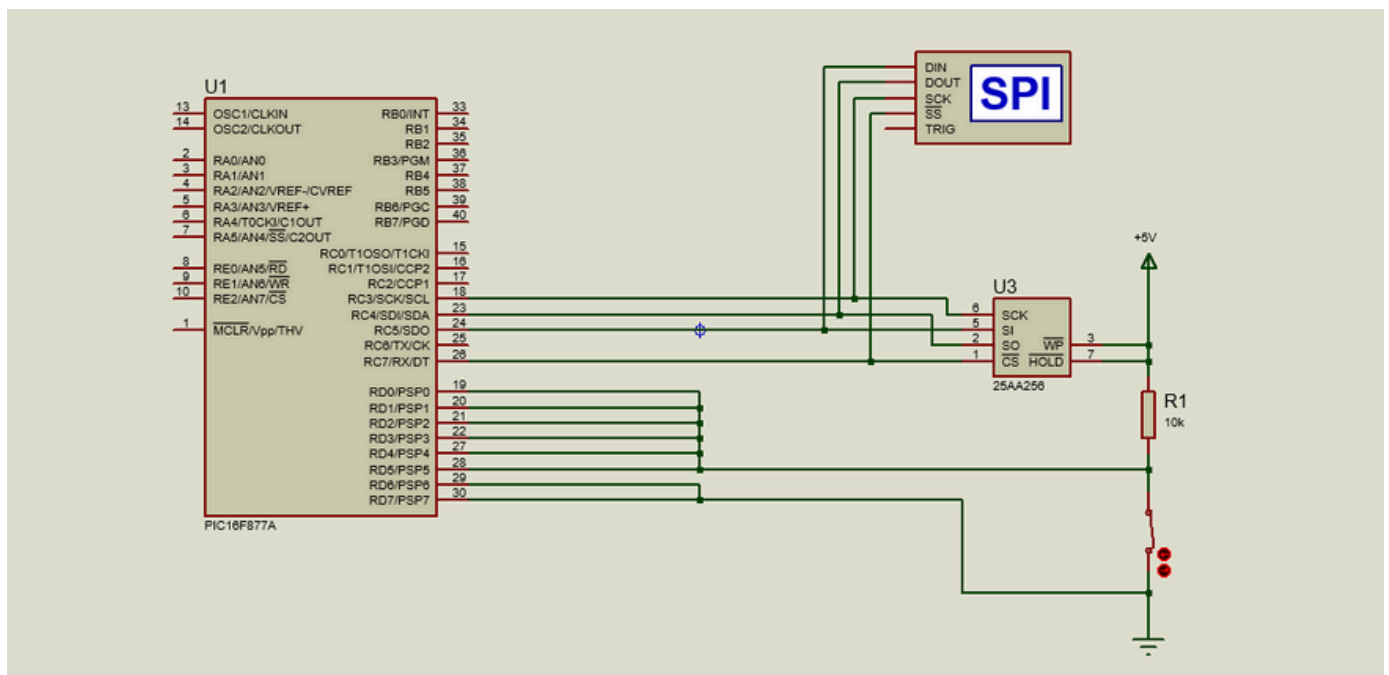 U1
13 OSC1/CLKIN
14 OSC2/CLKOUT
2 RA0/AN0
3 RA1/AN1
4 RA2/AN2/VREF-/CVREF
5 RA3/AN3/VREF+
6 RA4/T0CKI/C1OUT
7 RA5/AN4/SS/C2OUT
8 RE0/AN5/RD
9 RE1/AN6/WR
10 RE2/AN7/CS
1 MCLR/Vpp/THV
RB0/INT 33
RB1 34
RB2 35
RB3/PGM 36
RB4 37
RB5 38
RB6/PGC 39
RB7/PGD 40
RC0/T1OSO/T1CKI 15
RC1/T1OSI/CCP2 16
RC2/CCP1 17
RC3/SCK/SCL 18
RC4/SDI/SDA 23
RC5/SDO 24
RC6/TX/CK 25
RC7/RX/DT 26
RD0/PSP0 19
RD1/PSP1 20
RD2/PSP2 21
RD3/PSP3 22
RD4/PSP4 27
RD5/PSP5 28
RD6/PSP6 29
RD7/PSP7 30
PIC16F877A
DIN
DOUT
SCK
SS
TRIG
SPI
+5V
U3
6 SCK
5 SI
2 SO
1 CS
WP 3
HOLD 7
25AA256
R1
10k